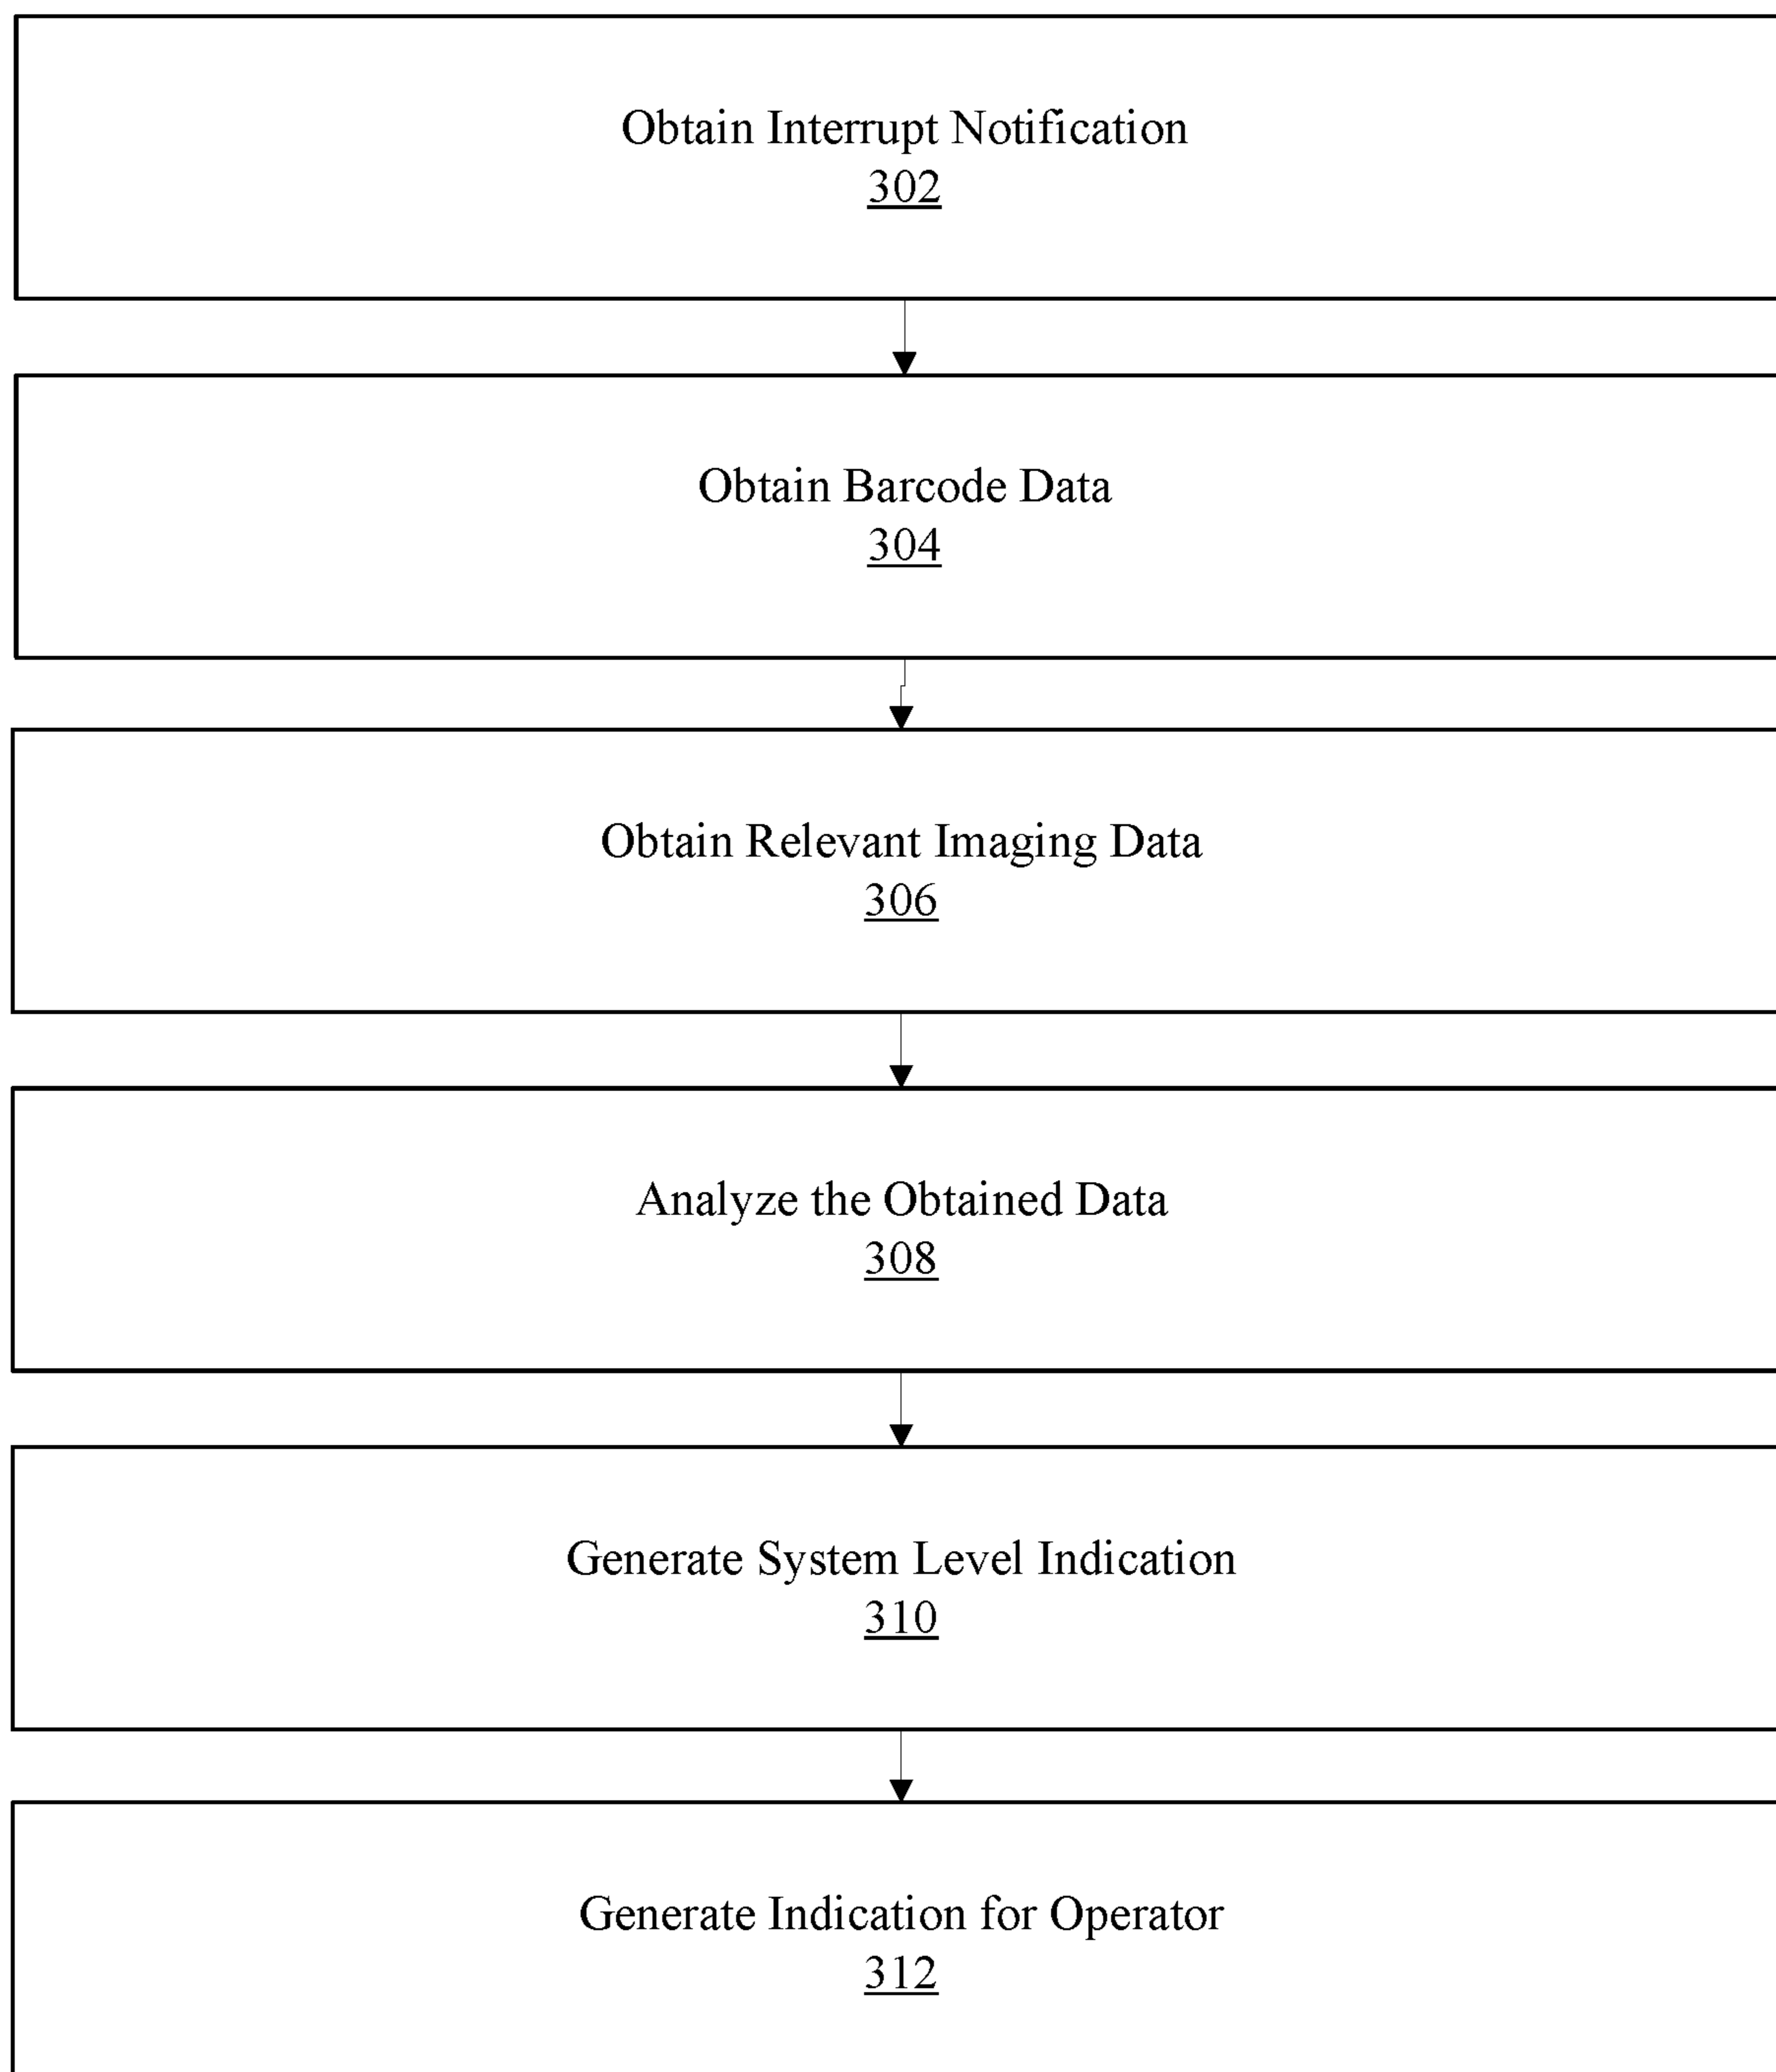 Obtain Interrupt Notification
302
Obtain Barcode Data
304
Obtain Relevant Imaging Data
306
Analyze the Obtained Data
308
Generate System Level Indication
310
Generate Indication for Operator
312